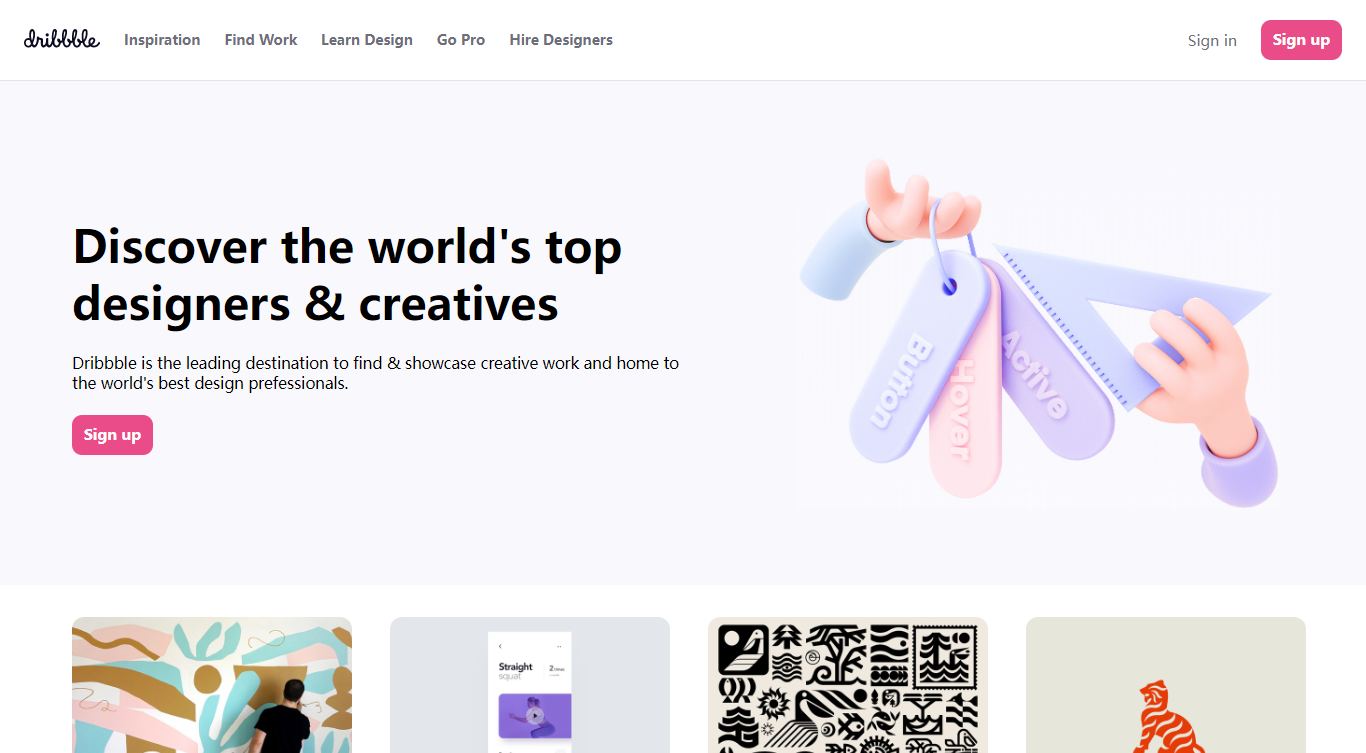 dribbble
Inspiration
Find Work
Learn Design
Go Pro
Hire Designers
Sign in
Sign up
Discover the world's top
designers & creatives
Dribbble is the leading destination to find & showcase creative work and home to
the world's best design prefessionals.
Sign up
Button
Hover
Active
Straight
squat
2